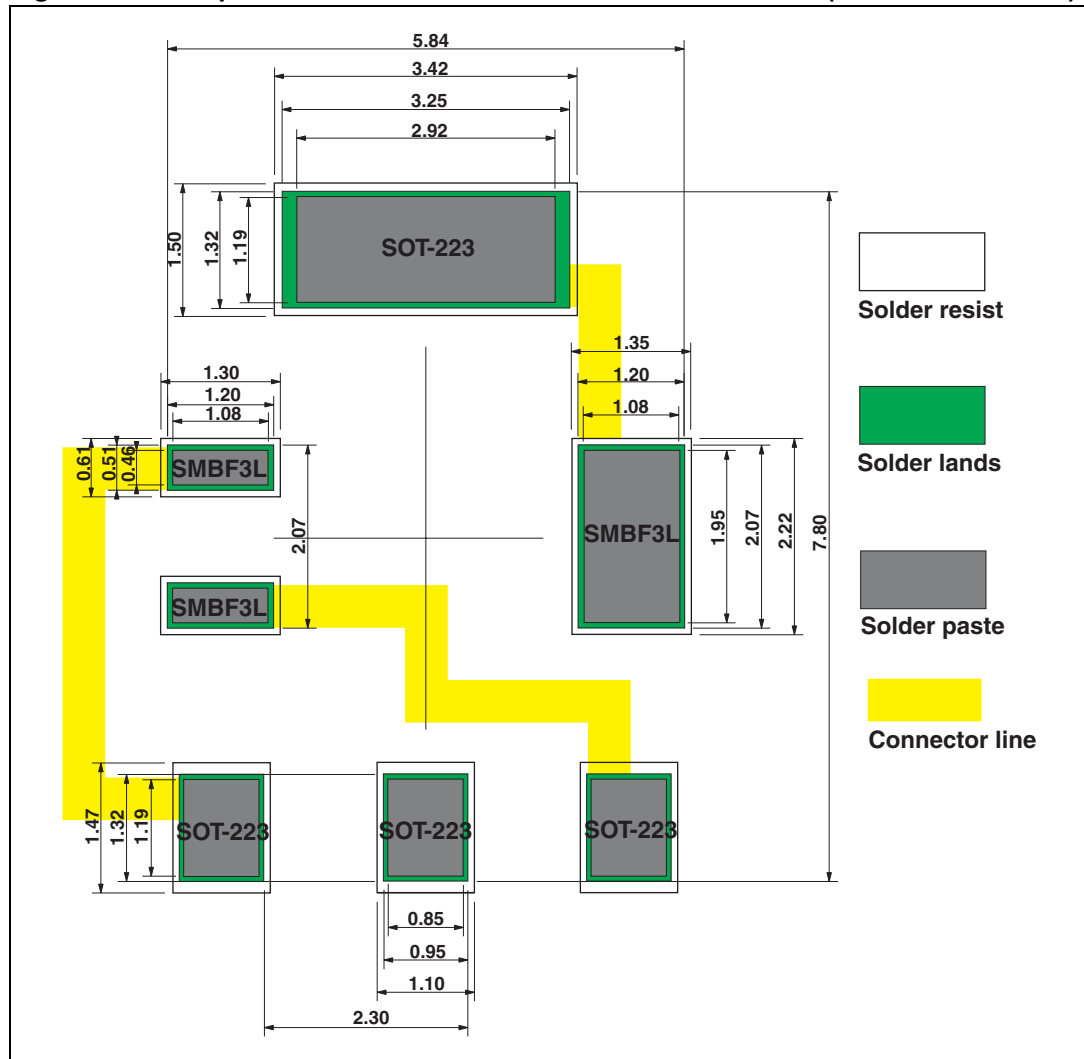 5.84
3.42
3.25
2.92
1.50
1.32
1.19
SOT-223
Solder resist
1.35
1.20
1.08
1.30
1.20
1.08
0.61
0.51
0.46
SMBF3L
2.07
SMBF3L
1.95
2.07
2.22
7.80
Solder lands
SMBF3L
Solder paste
Connector line
1.47
1.32
1.19
SOT-223
SOT-223
SOT-223
0.85
0.95
1.10
2.30